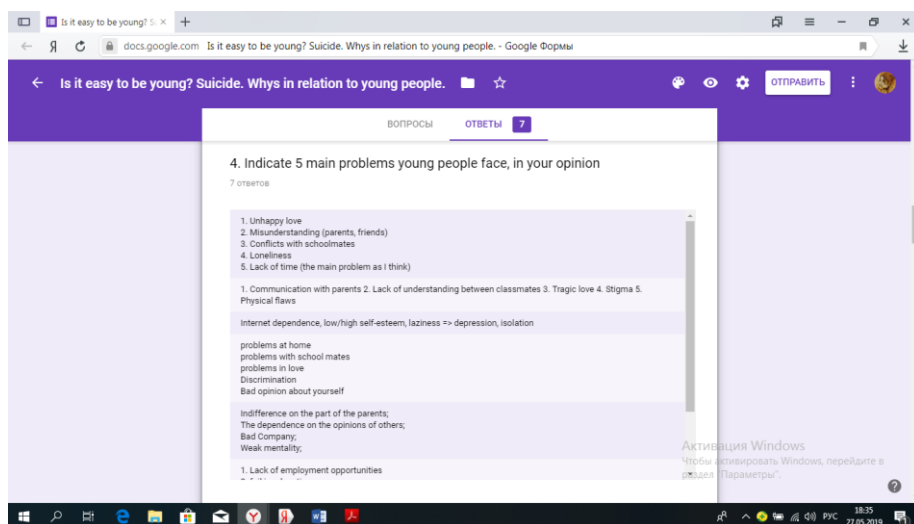 Is it easy to be young? S
docs.google.com Is it easy to be young? Suicide. Whys in relation to young people. - Google Формы
Is it easy to be young? Suicide. Whys in relation to young people.
ОТПРАВИТЬ
ВОПРОСЫ ОТВЕТЫ 7
4. Indicate 5 main problems young people face, in your opinion
7 ответов
1. Unhappy love
2. Misunderstanding (parents, friends)
3. Conflicts with schoolmates
4. Loneliness
5. Lack of time (the main problem as I think)
1. Communication with parents 2. Lack of understanding between classmates 3. Tragic love 4. Stigma 5.
Physical flaws
Internet dependence, low/high self-esteem, laziness => depression, isolation
problems at home
problems with school mates
problems in love
Discrimination
Bad opinion about yourself
Indifference on the part of the parents;
The dependence on the opinions of others;
Bad Company;
Weak mentality;
1. Lack of employment opportunities
Активация Windows
Чтобы активировать Windows, перейдите в
раздел "Параметры".
РУС
18:35
27.05.2019